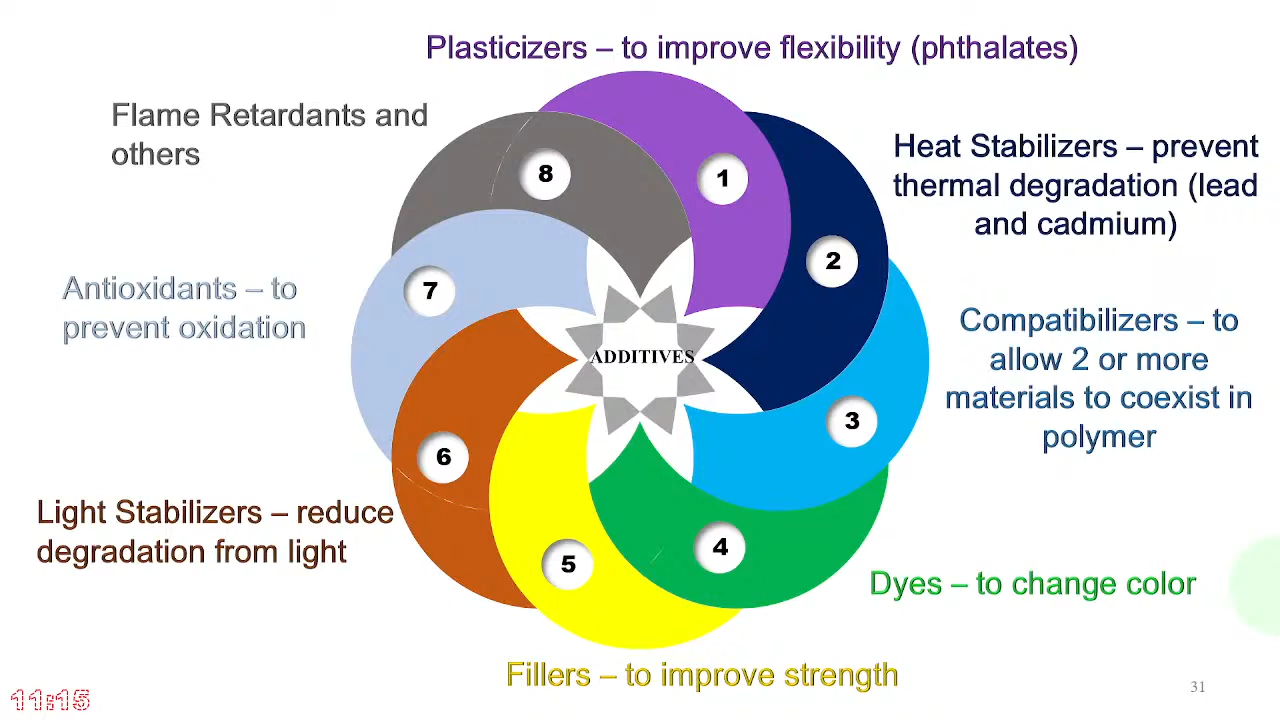 Plasticizers – to improve flexibility (phthalates)
Flame Retardants and
others
8
1
Heat Stabilizers – prevent
thermal degradation (lead
and cadmium)
2
Antioxidants – to
prevent oxidation
7
ADDITIVES
Compatibilizers – to
allow 2 or more
materials to coexist in
polymer
3
6
Light Stabilizers – reduce
degradation from light
5
4
Dyes – to change color
Fillers – to improve strength
11:15
31